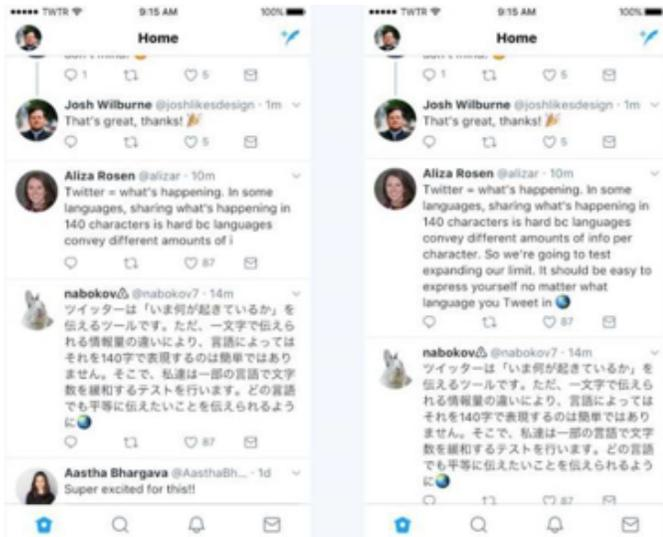 TWTR 9:15 AM 100%
Home
1 5
Josh Wilburne @joshlikesdesign · 1m
That's great, thanks! 🎉
5
Aliza Rosen @alizar · 10m
Twitter = what's happening. In some
languages, sharing what's happening in
140 characters is hard bc languages
convey different amounts of i
87
nabokov @nabokov7 · 14m
ツイッターは「いま何が起きているか」を
伝えるツールです。ただ、一文字で伝えら
れる情報量の違いにより、言語によっては
それを140字で表現するのは簡単ではあり
ません。そこで、私達は一部の言語で文字
数を緩和するテストを行います。どの言語
でも平等に伝えたいことを伝えられるよう
に🌏
87
Aastha Bhargava @AasthaBh... · 1d
Super excited for this!!
TWTR 9:15 AM 100%
Home
1 5
Josh Wilburne @joshlikesdesign · 1m
That's great, thanks! 🎉
5
Aliza Rosen @alizar · 10m
Twitter = what's happening. In some
languages, sharing what's happening in
140 characters is hard bc languages
convey different amounts of info per
character. So we're going to test
expanding our limit. It should be easy to
express yourself no matter what
language you Tweet in 🌏
87
nabokov @nabokov7 · 14m
ツイッターは「いま何が起きているか」を
伝えるツールです。ただ、一文字で伝えら
れる情報量の違いにより、言語によっては
それを140字で表現するのは簡単ではあり
ません。そこで、私達は一部の言語で文字
数を緩和するテストを行います。どの言語
でも平等に伝えたいことを伝えられるよう
に🌏
87